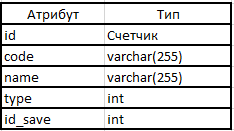 Атрибут Тип
id Счетчик
code varchar(255)
name varchar(255)
type int
id_save int